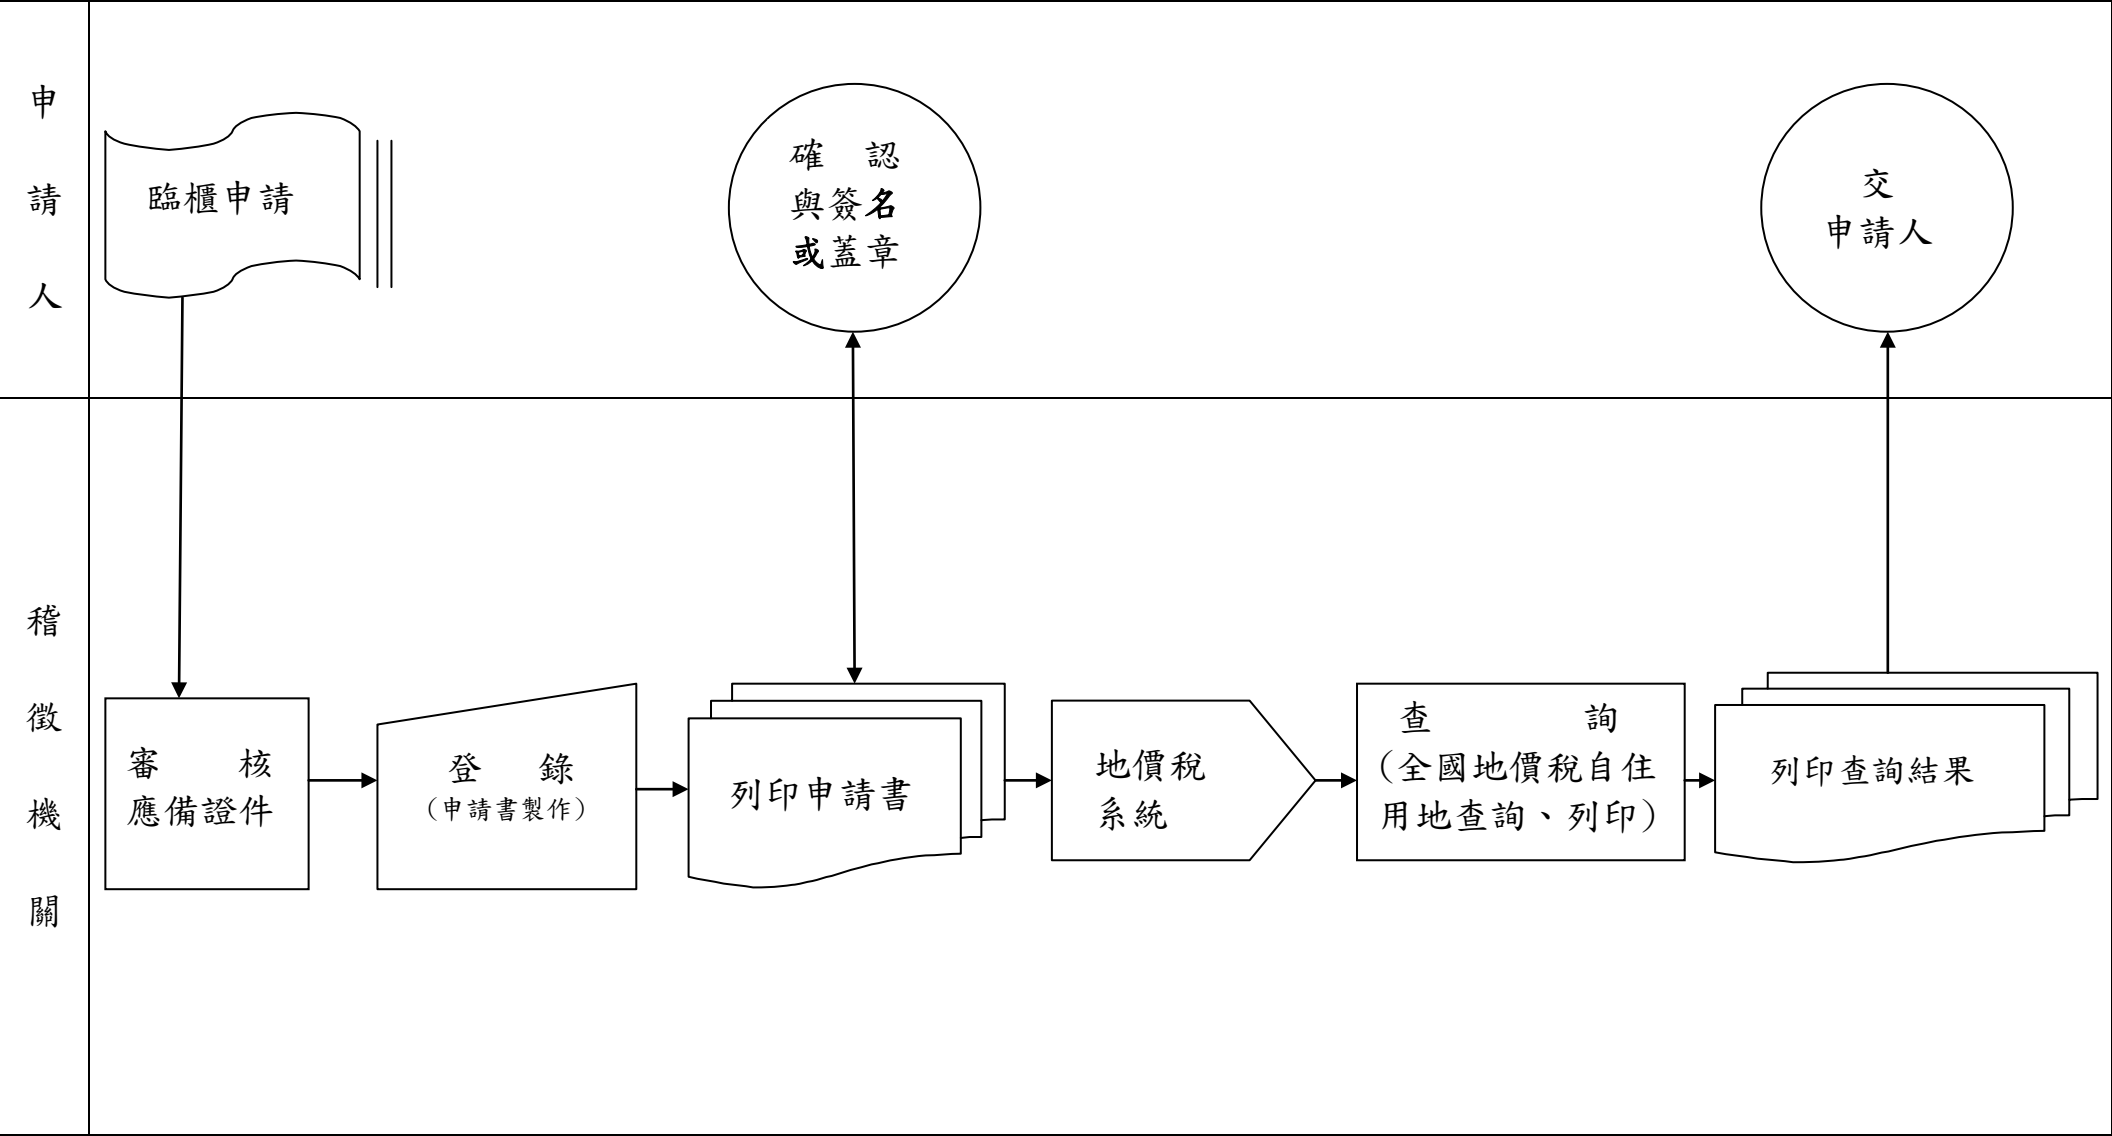 申請人
臨櫃申請
確 認
與簽名
或蓋章
交
申請人
稽徵機關
審 核
應備證件
登 錄
（申請書製作）
列印申請書
地價稅
系統
查 詢
（全國地價稅自住
用地查詢、列印）
列印查詢結果